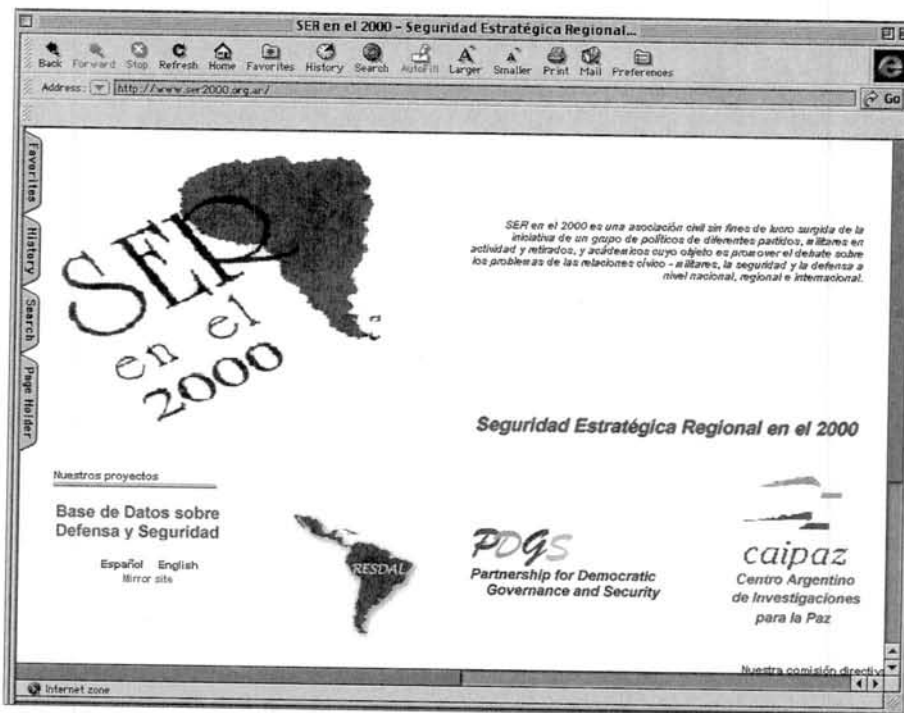 SER en el 2000 - Seguridad Estratégica Regional...
Back Forward Stop Refresh Home Favorites History Search AutoFill Larger Smaller Print Mail Preferences
Address: http://www.ser2000.org.ar/ Go
Favorites
History
Search
Page Holder
SER
en el
2000
SER en el 2000 es una asociación civil sin fines de lucro surgida de la
iniciativa de un grupo de políticos de diferentes partidos, militares en
actividad y retirados, y acádemicos cuyo objeto es promover el debate sobre
los problemas de las relaciones cívico - militares, la seguridad y la defensa a
nivel nacional, regional e internacional.
Seguridad Estratégica Regional en el 2000
Nuestros proyectos
Base de Datos sobre
Defensa y Seguridad
Español English
Mirror site
RESDAL
PDGS
Partnership for Democratic
Governance and Security
caipaz
Centro Argentino
de Investigaciones
para la Paz
Nuestra comisión directiva
Internet zone